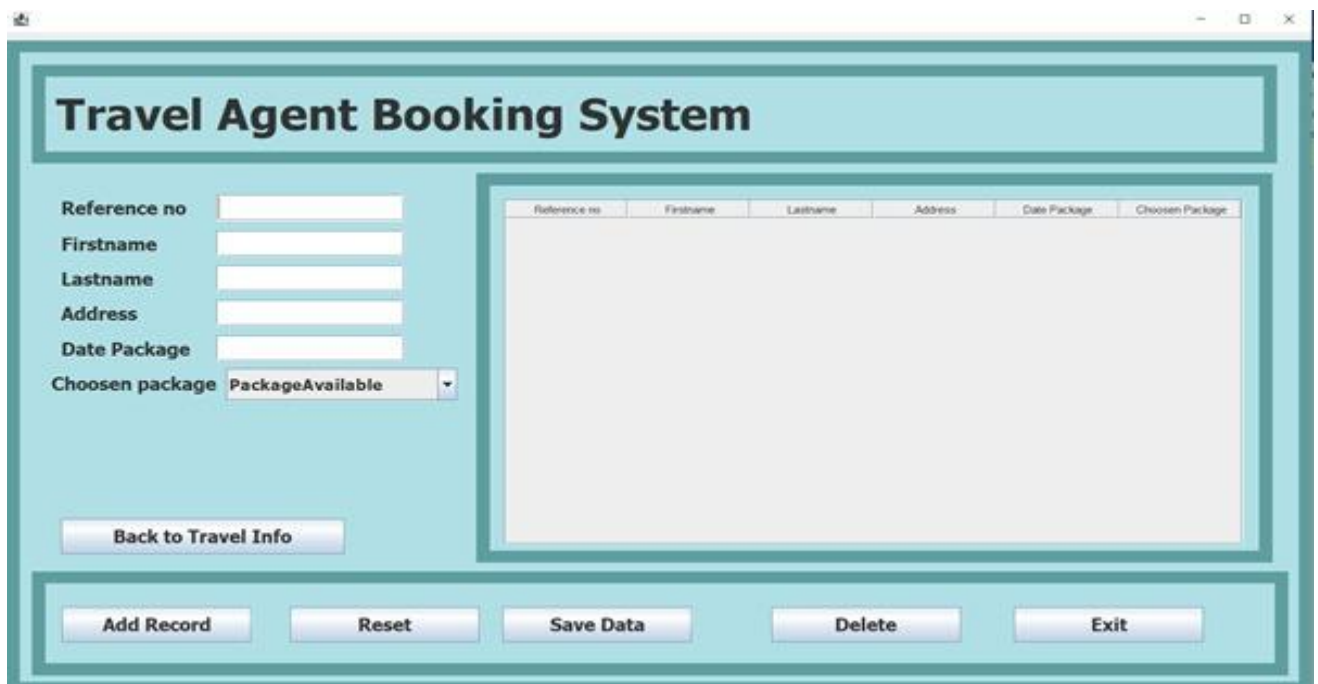 Travel Agent Booking System
Reference no
Firstname
Lastname
Address
Date Package
Choosen package PackageAvailable
Back to Travel Info
Reference no Firstname Lastname Address Date Package Choosen Package
Add Record Reset Save Data Delete Exit